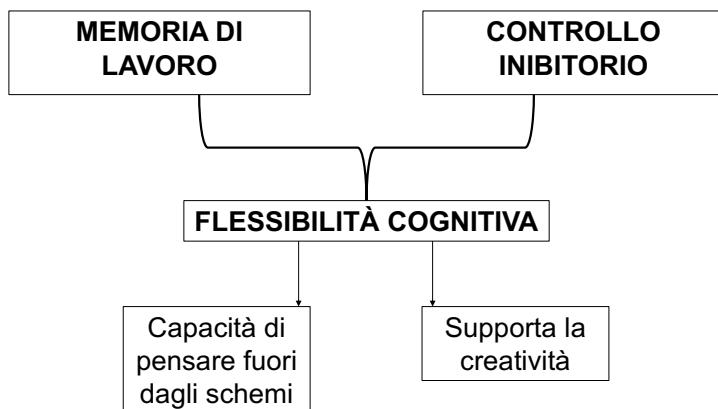 MEMORIA DI
LAVORO
CONTROLLO
INIBITORIO
FLESSIBILITÀ COGNITIVA
Capacità di
pensare fuori
dagli schemi
Supporta la
creatività